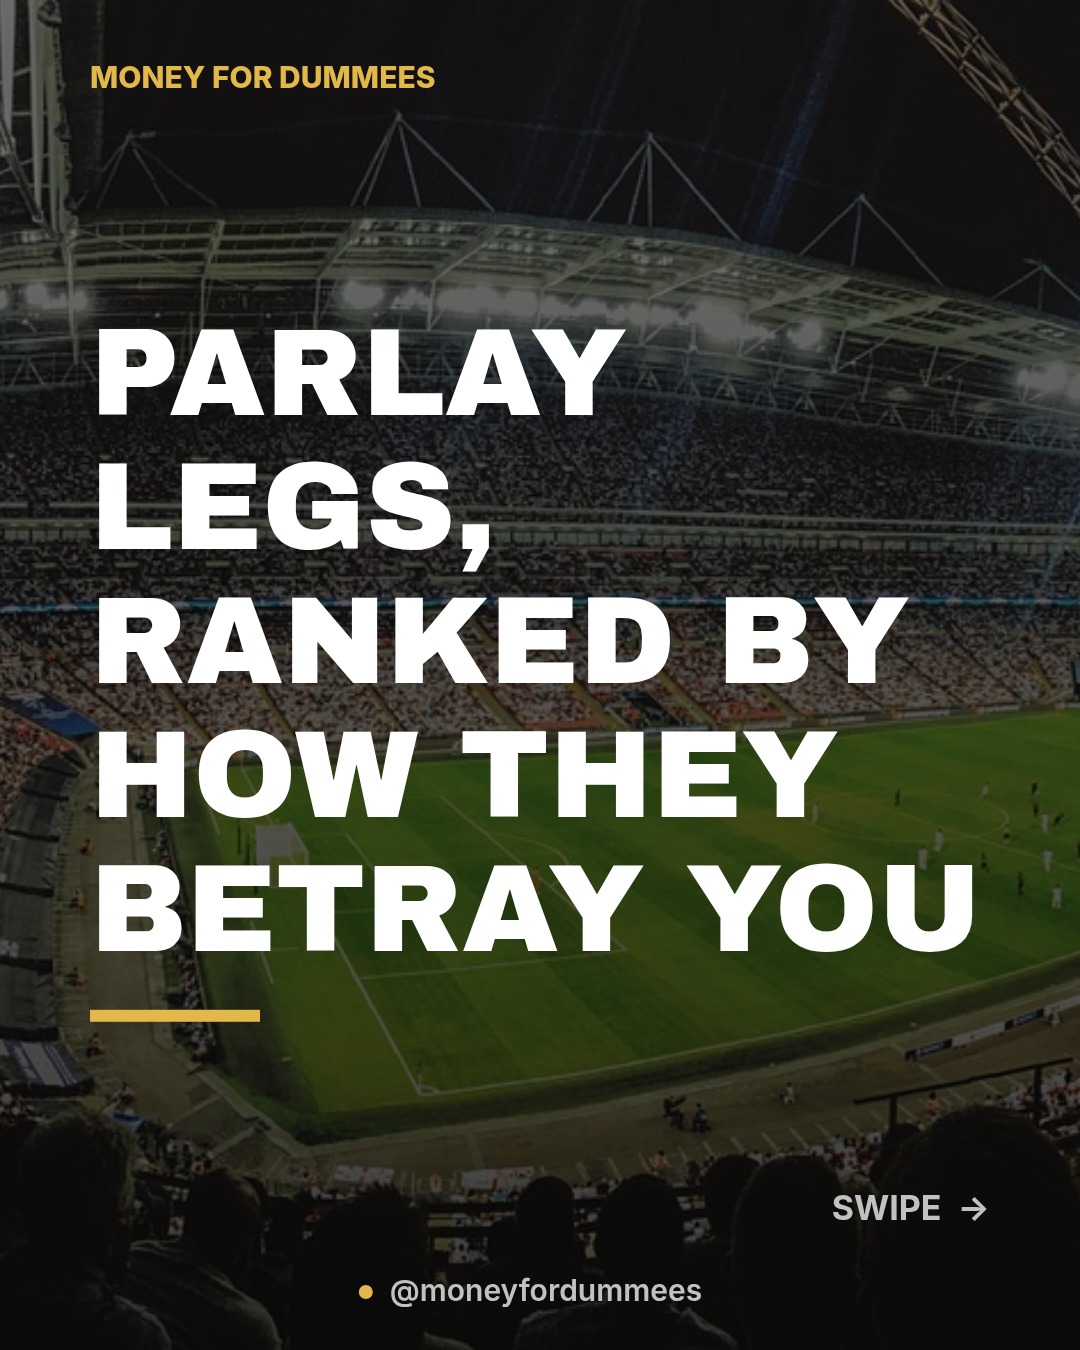 MONEY FOR DUMMEES
PARLAY
LEGS,
RANKED BY
HOW THEY
BETRAY YOU
SWIPE →
@moneyfordummees